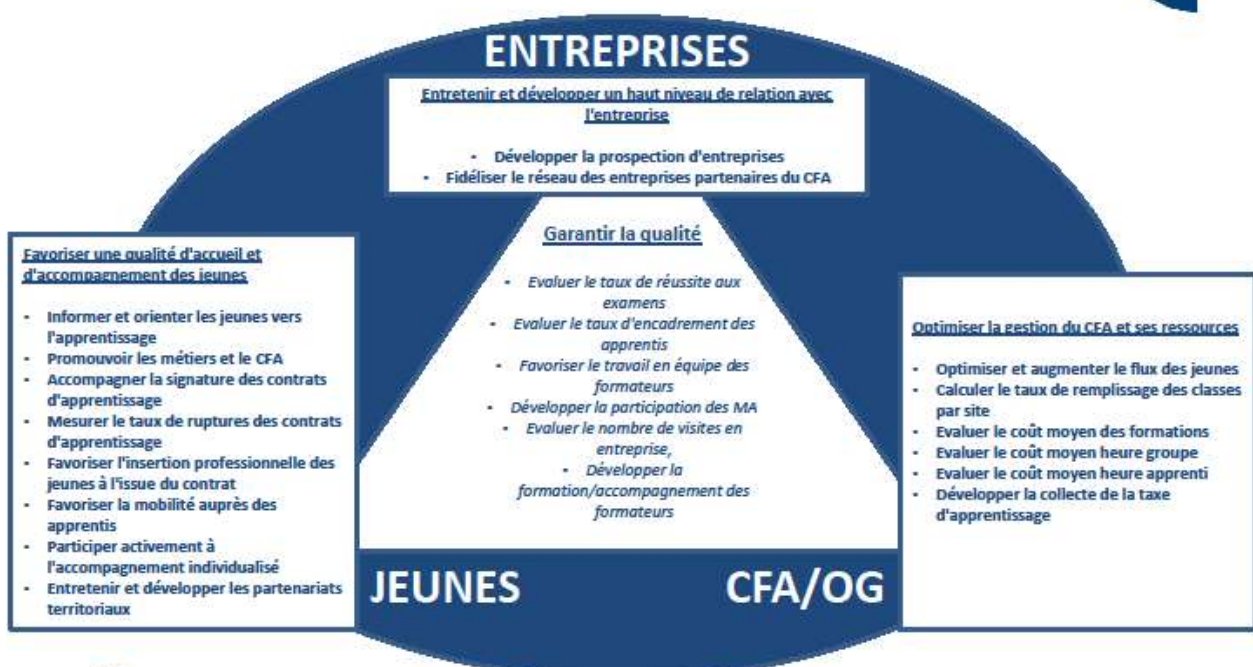 ENTREPRISES
Entretenir et développer un haut niveau de relation avec
l'entreprise
• Développer la prospection d'entreprises
• Fidéliser le réseau des entreprises partenaires du CFA
Garantir la qualité
• Evaluer le taux de réussite aux
examens
• Evaluer le taux d'encadrement des
apprentis
• Favoriser le travail en équipe des
formateurs
• Développer la participation des MA
• Evaluer le nombre de visites en
entreprise,
• Développer la
formation/accompagnement des
formateurs
Favoriser une qualité d'accueil et
d'accompagnement des jeunes
• Informer et orienter les jeunes vers
l'apprentissage
• Promouvoir les métiers et le CFA
• Accompagner la signature des contrats
d'apprentissage
• Mesurer le taux de ruptures des contrats
d'apprentissage
• Favoriser l'insertion professionnelle des
jeunes à l'issue du contrat
• Favoriser la mobilité auprès des
apprentis
• Participer activement à
l'accompagnement individualisé
• Entretenir et développer les partenariats
territoriaux
Optimiser la gestion du CFA et ses ressources
• Optimiser et augmenter le flux des jeunes
• Calculer le taux de remplissage des classes
par site
• Evaluer le coût moyen des formations
• Evaluer le coût moyen heure groupe
• Evaluer le coût moyen heure apprenti
• Développer la collecte de la taxe
d'apprentissage
JEUNES
CFA/OG